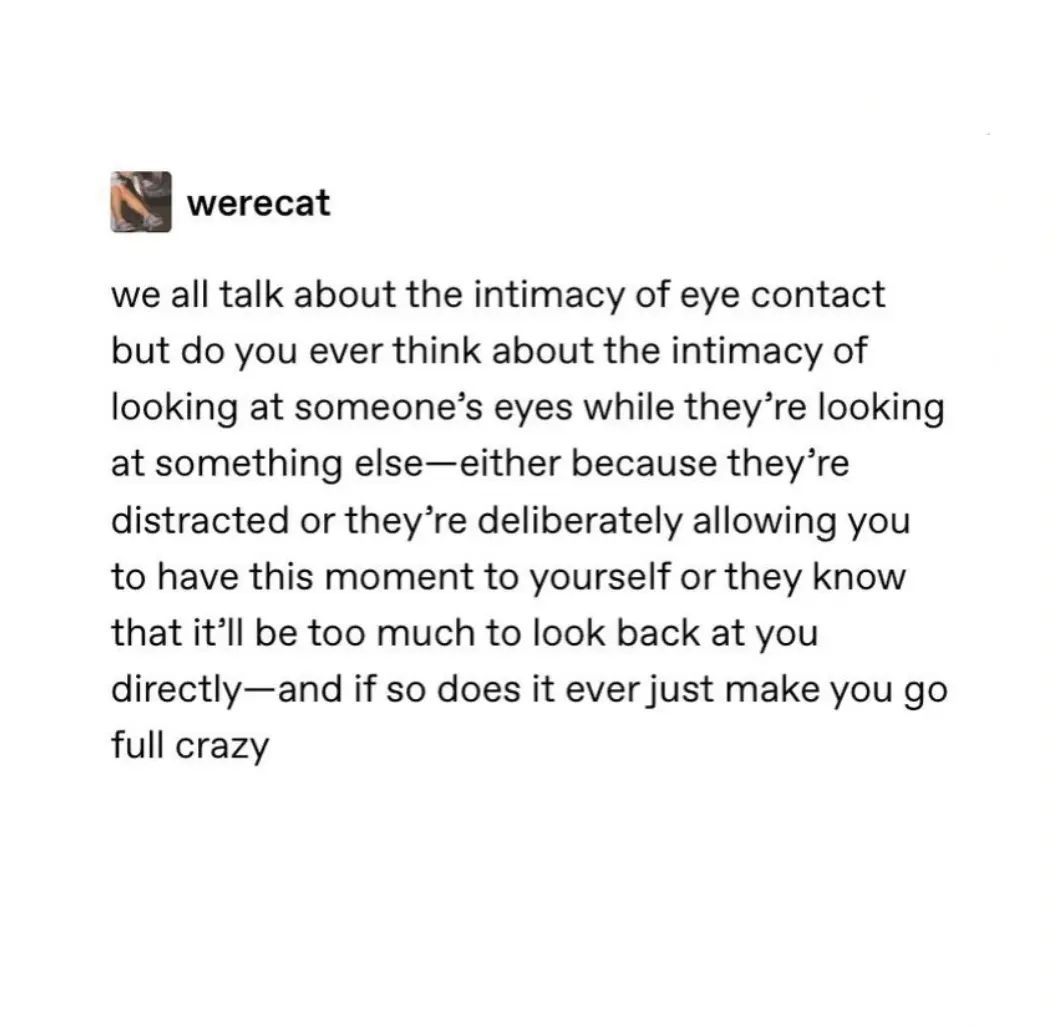 werecat
we all talk about the intimacy of eye contact
but do you ever think about the intimacy of
looking at someone’s eyes while they’re looking
at something else—either because they’re
distracted or they’re deliberately allowing you
to have this moment to yourself or they know
that it’ll be too much to look back at you
directly—and if so does it ever just make you go
full crazy